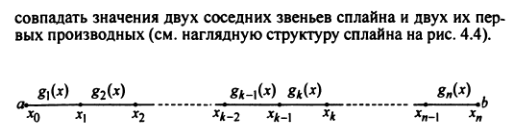 совпадать значения двух соседних звеньев сплайна и двух их пер-
вых производных (см. наглядную структуру сплайна на рис. 4.4).
g₁(x) g₂(x) gₖ₋₁(x) gₖ(x) gₙ(x)
a b
x₀ x₁ x₂ xₖ₋₂ xₖ₋₁ xₖ xₙ₋₁ xₙ